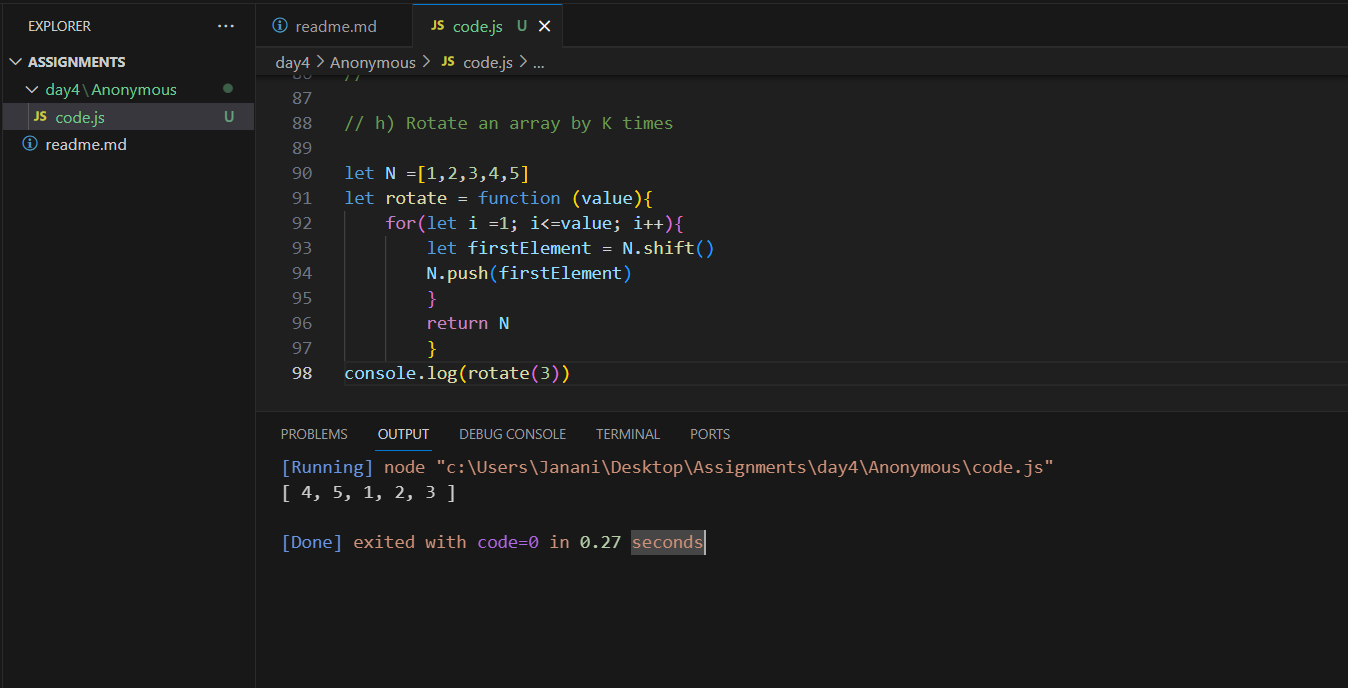 EXPLORER ...
ASSIGNMENTS
day4\Anonymous
JS code.js U
readme.md
readme.md JS code.js U
day4 > Anonymous > JS code.js > ...
86 //
87
88 // h) Rotate an array by K times
89
90 let N =[1,2,3,4,5]
91 let rotate = function (value){
92 for(let i =1; i<=value; i++){
93 let firstElement = N.shift()
94 N.push(firstElement)
95 }
96 return N
97 }
98 console.log(rotate(3))
PROBLEMS OUTPUT DEBUG CONSOLE TERMINAL PORTS
[Running] node "c:\Users\Janani\Desktop\Assignments\day4\Anonymous\code.js"
[ 4, 5, 1, 2, 3 ]
[Done] exited with code=0 in 0.27 seconds